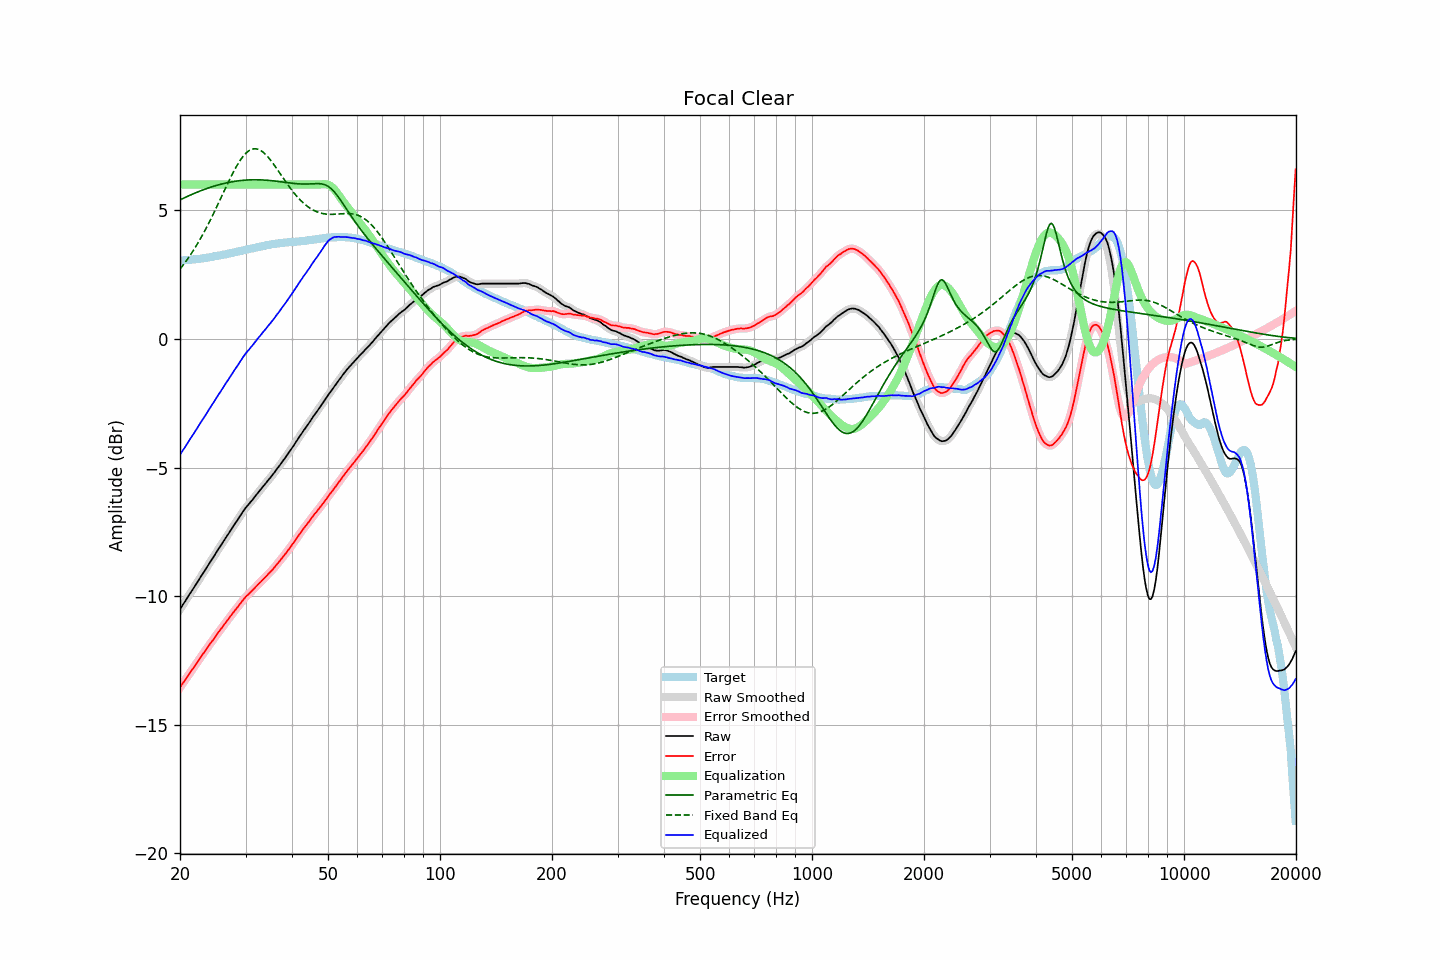 Focal Clear
Amplitude (dBr)
5
0
−5
−10
−15
−20
20 50 100 200 500 1000 2000 5000 10000 20000
Frequency (Hz)
Target
Raw Smoothed
Error Smoothed
Raw
Error
Equalization
Parametric Eq
Fixed Band Eq
Equalized